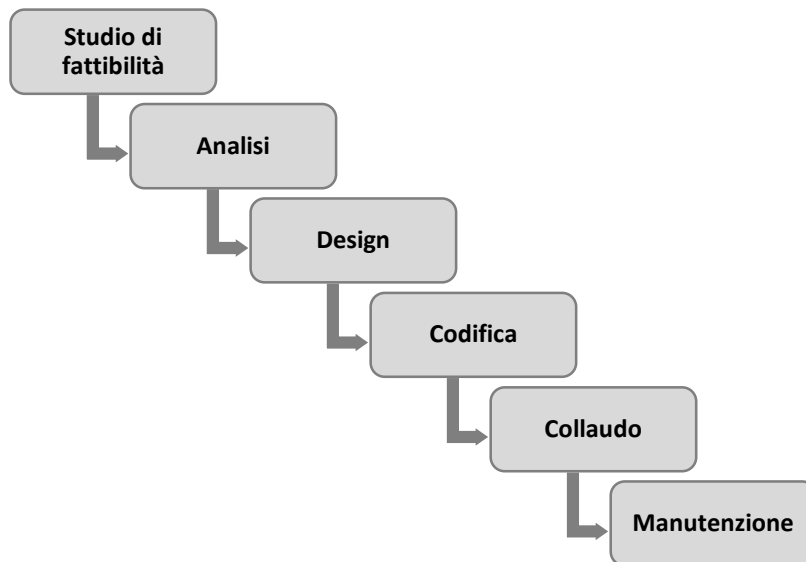 Studio di
fattibilità
Analisi
Design
Codifica
Collaudo
Manutenzione